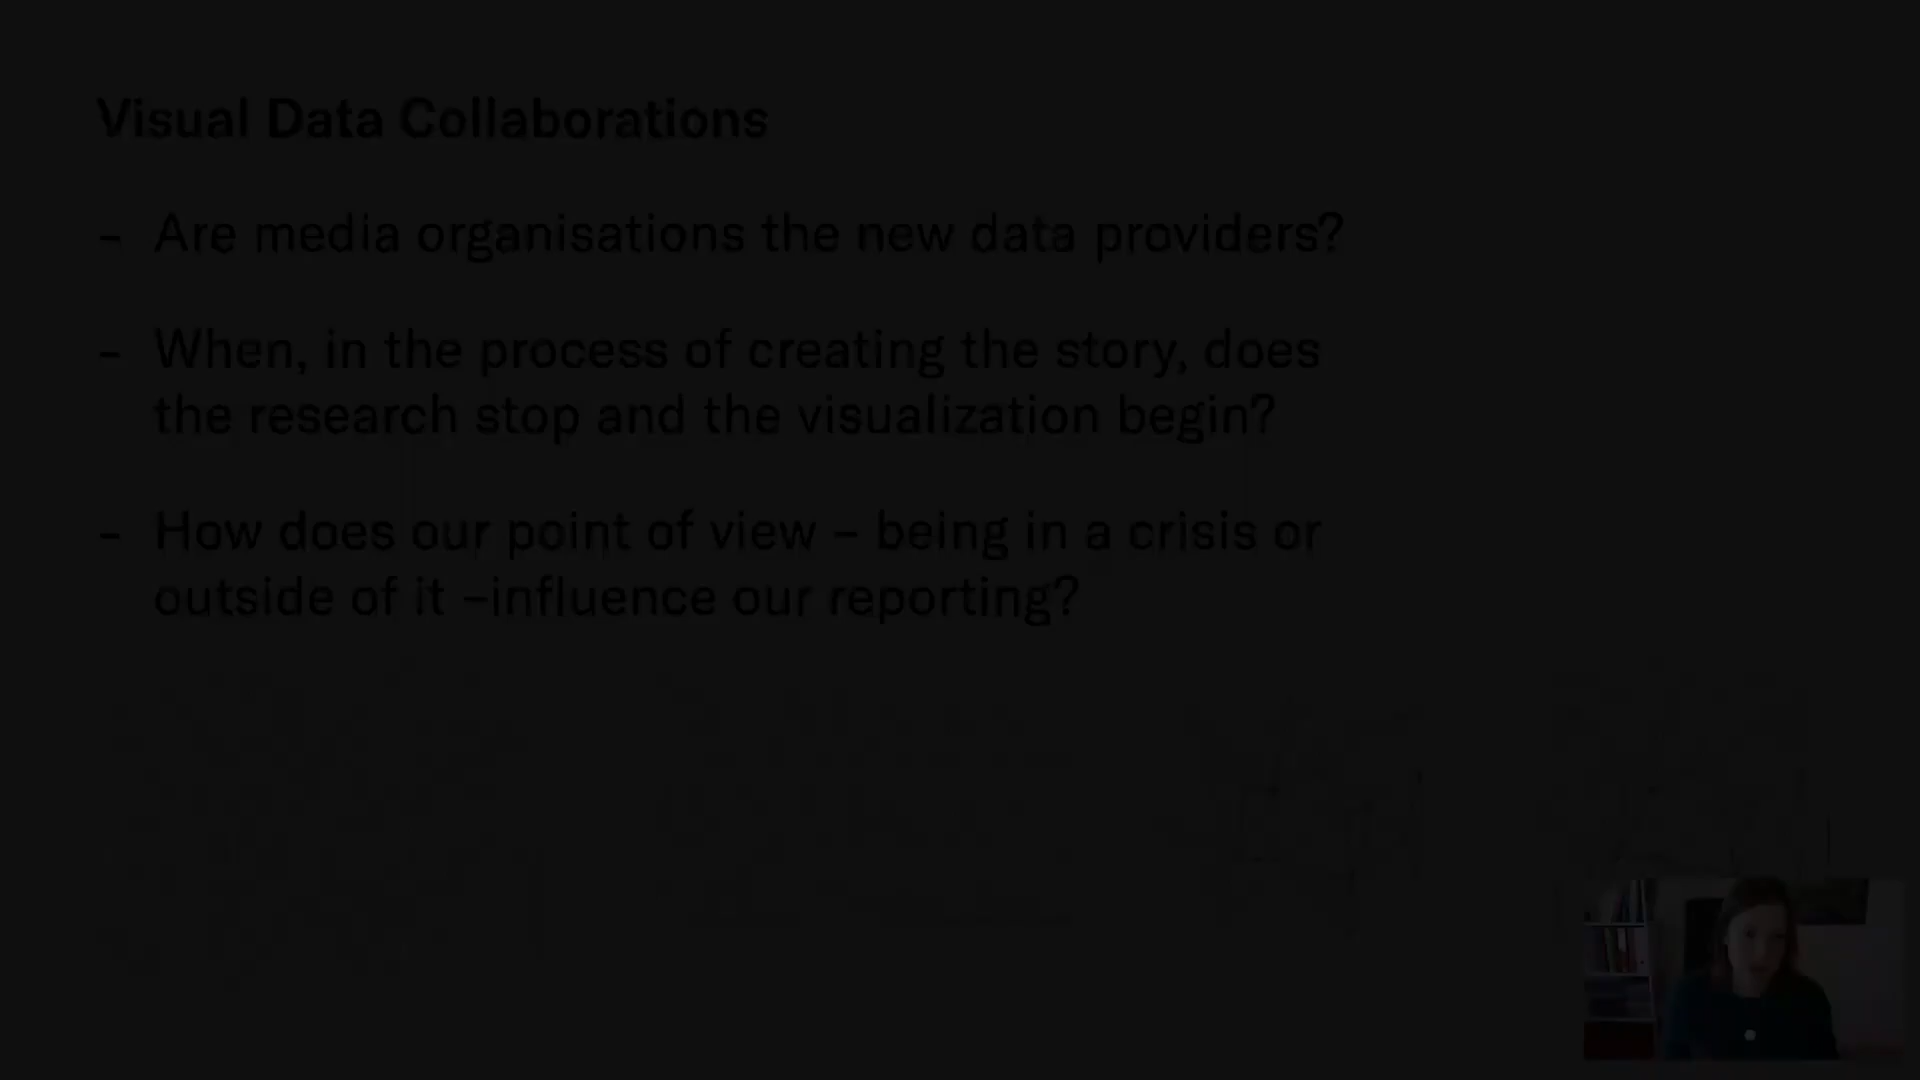 Visual Data Collaborations
– Are media organisations the new data providers?
– When, in the process of creating the story, does
the research stop and the visualization begin?
– How does our point of view – being in a crisis or
outside of it –influence our reporting?